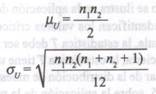 μ_U = n₁n₂ / 2
σ_U = √(n₁n₂(n₁ + n₂ + 1) / 12)